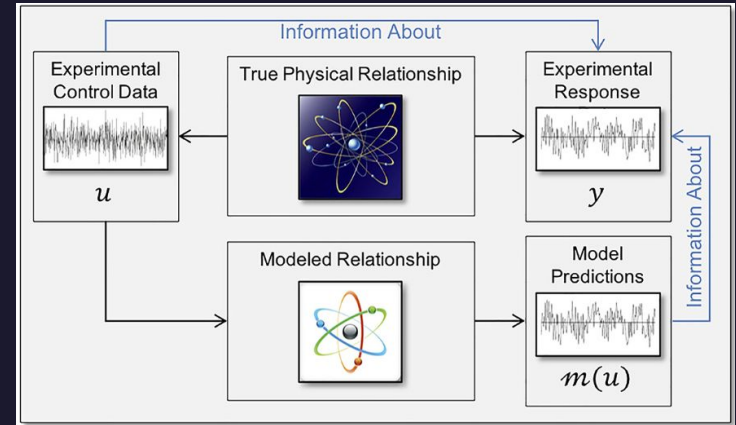 Information About
Experimental
Control Data
u
True Physical Relationship
Experimental
Response
y
Information About
Modeled Relationship
Model
Predictions
m(u)